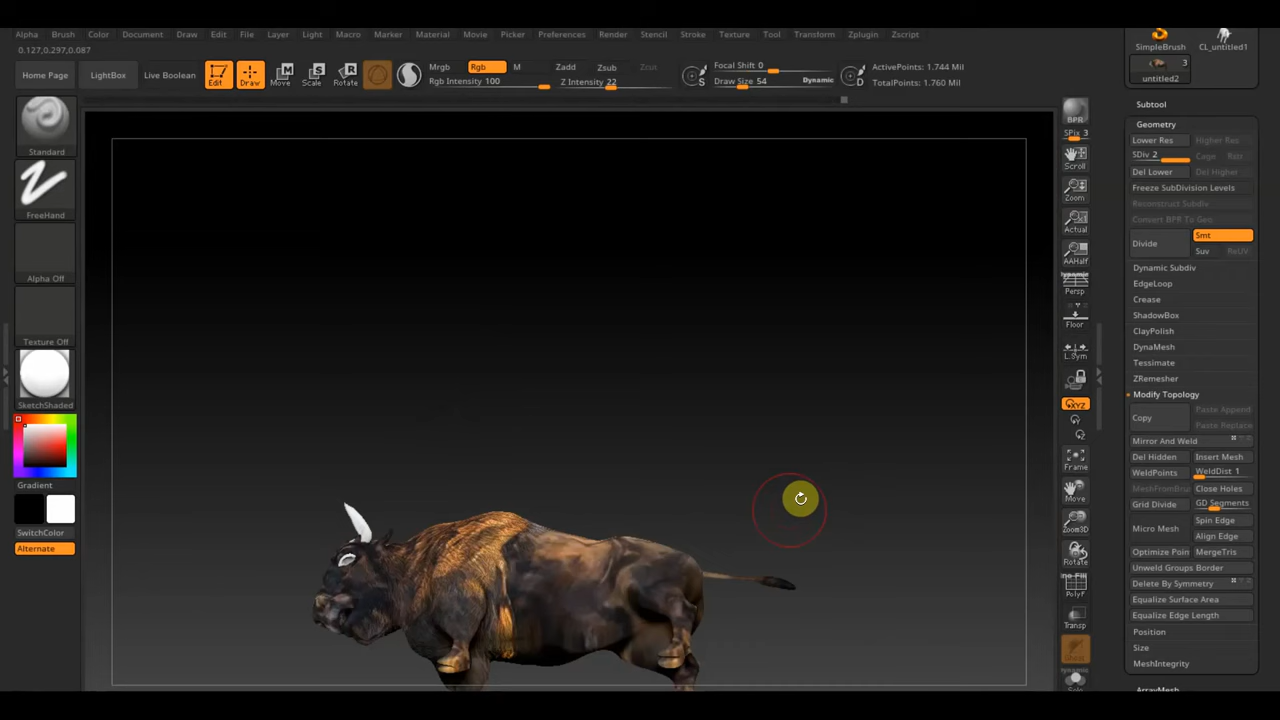 Alpha Brush Color Document Draw Edit File Layer Light Macro Marker Material Movie Picker Preferences Render Stencil Stroke Texture Tool Transform Zplugin Zscript
0.127,0.297,0.087
Home Page LightBox Live Boolean Edit Draw Move Scale Rotate
Mrgb Rgb M Zadd Zsub Zcut
Rgb Intensity 100 Z Intensity 22
Focal Shift 0
Draw Size 54 Dynamic
S D
ActivePoints: 1.744 Mil
TotalPoints: 1.760 Mil
Standard
FreeHand
Alpha Off
Texture Off
SketchShaded
Gradient
SwitchColor
Alternate
BPR
SPix 3
Scroll
Zoom
Actual
AAHalf
Dynamic
Persp
Floor
L.Sym
XYZ
Y
Z
Frame
Move
Zoom3D
Rotate
PolyF
Transp
Ghost
Solo
SimpleBrush CL_untitled1
3
untitled2
Subtool
Geometry
Lower Res Higher Res
SDiv 2 Cage Rstr
Del Lower Del Higher
Freeze SubDivision Levels
Reconstruct Subdiv
Convert BPR To Geo
Divide Smt
Suv ReUV
Dynamic Subdiv
EdgeLoop
Crease
ShadowBox
ClayPolish
DynaMesh
Tessimate
ZRemesher
Modify Topology
Copy Paste Append
Paste Replace
Mirror And Weld
Del Hidden Insert Mesh
WeldPoints WeldDist 1
MeshFromBru Close Holes
Grid Divide GD Segments
Micro Mesh Spin Edge
Align Edge
Optimize Poin MergeTris
Unweld Groups Border
Delete By Symmetry
Equalize Surface Area
Equalize Edge Length
Position
Size
MeshIntegrity
ArrayMesh